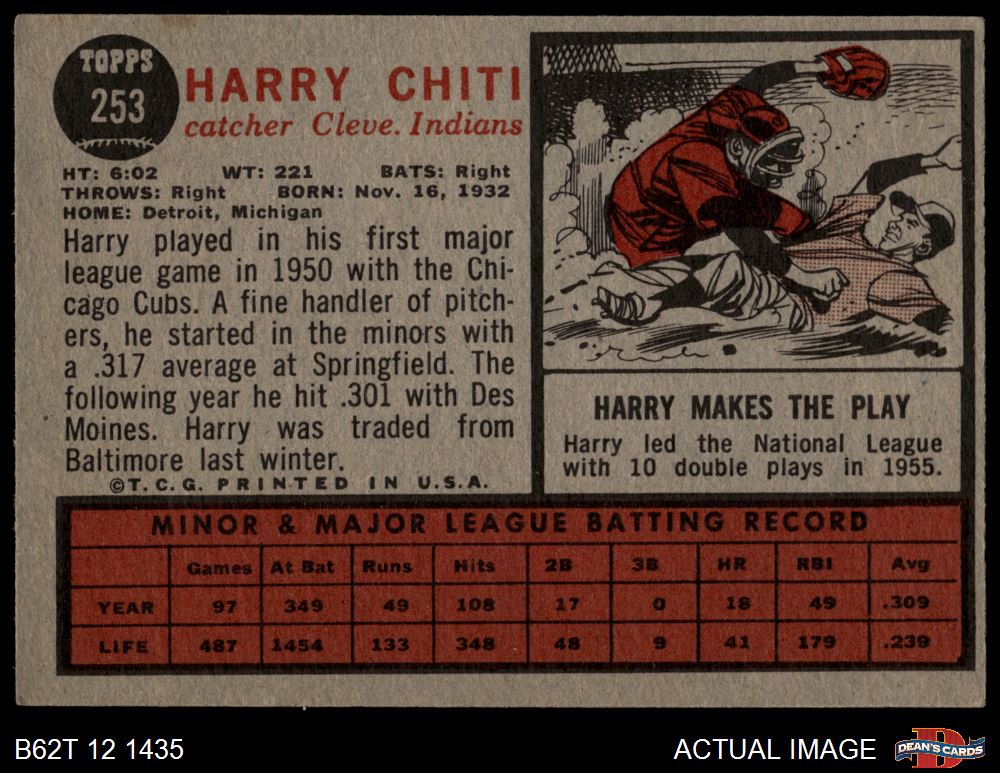 TOPPS
253
HARRY CHITI
catcher Cleve. Indians
HT: 6:02 WT: 221 BATS: Right
THROWS: Right BORN: Nov. 16, 1932
HOME: Detroit, Michigan
Harry played in his first major
league game in 1950 with the Chi-
cago Cubs. A fine handler of pitch-
ers, he started in the minors with
a .317 average at Springfield. The
following year he hit .301 with Des
Moines. Harry was traded from
Baltimore last winter.
©T.C.G. PRINTED IN U.S.A.
HARRY MAKES THE PLAY
Harry led the National League
with 10 double plays in 1955.
MINOR & MAJOR LEAGUE BATTING RECORD
Games At Bat Runs Hits 2B 3B HR RBI Avg
YEAR 97 349 49 108 17 0 18 49 .309
LIFE 487 1454 133 348 48 9 41 179 .239
B62T 12 1435
ACTUAL IMAGE
DEAN'S CARDS